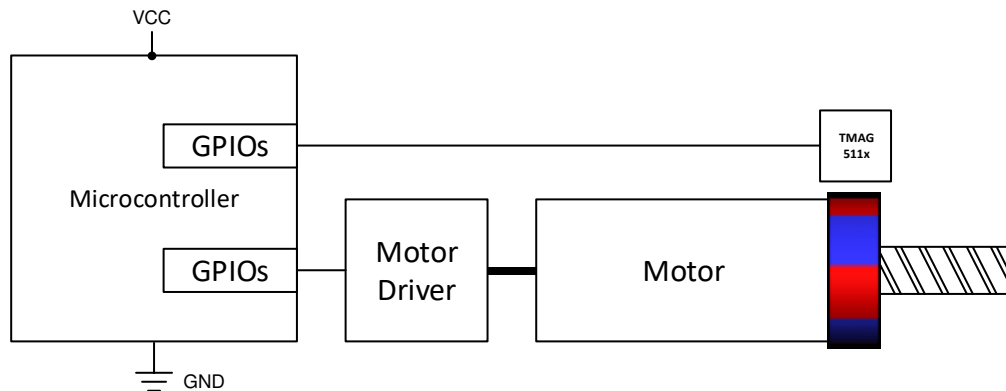 VCC
GPIOs
TMAG
511x
Microcontroller
GPIOs
Motor
Driver
Motor
GND